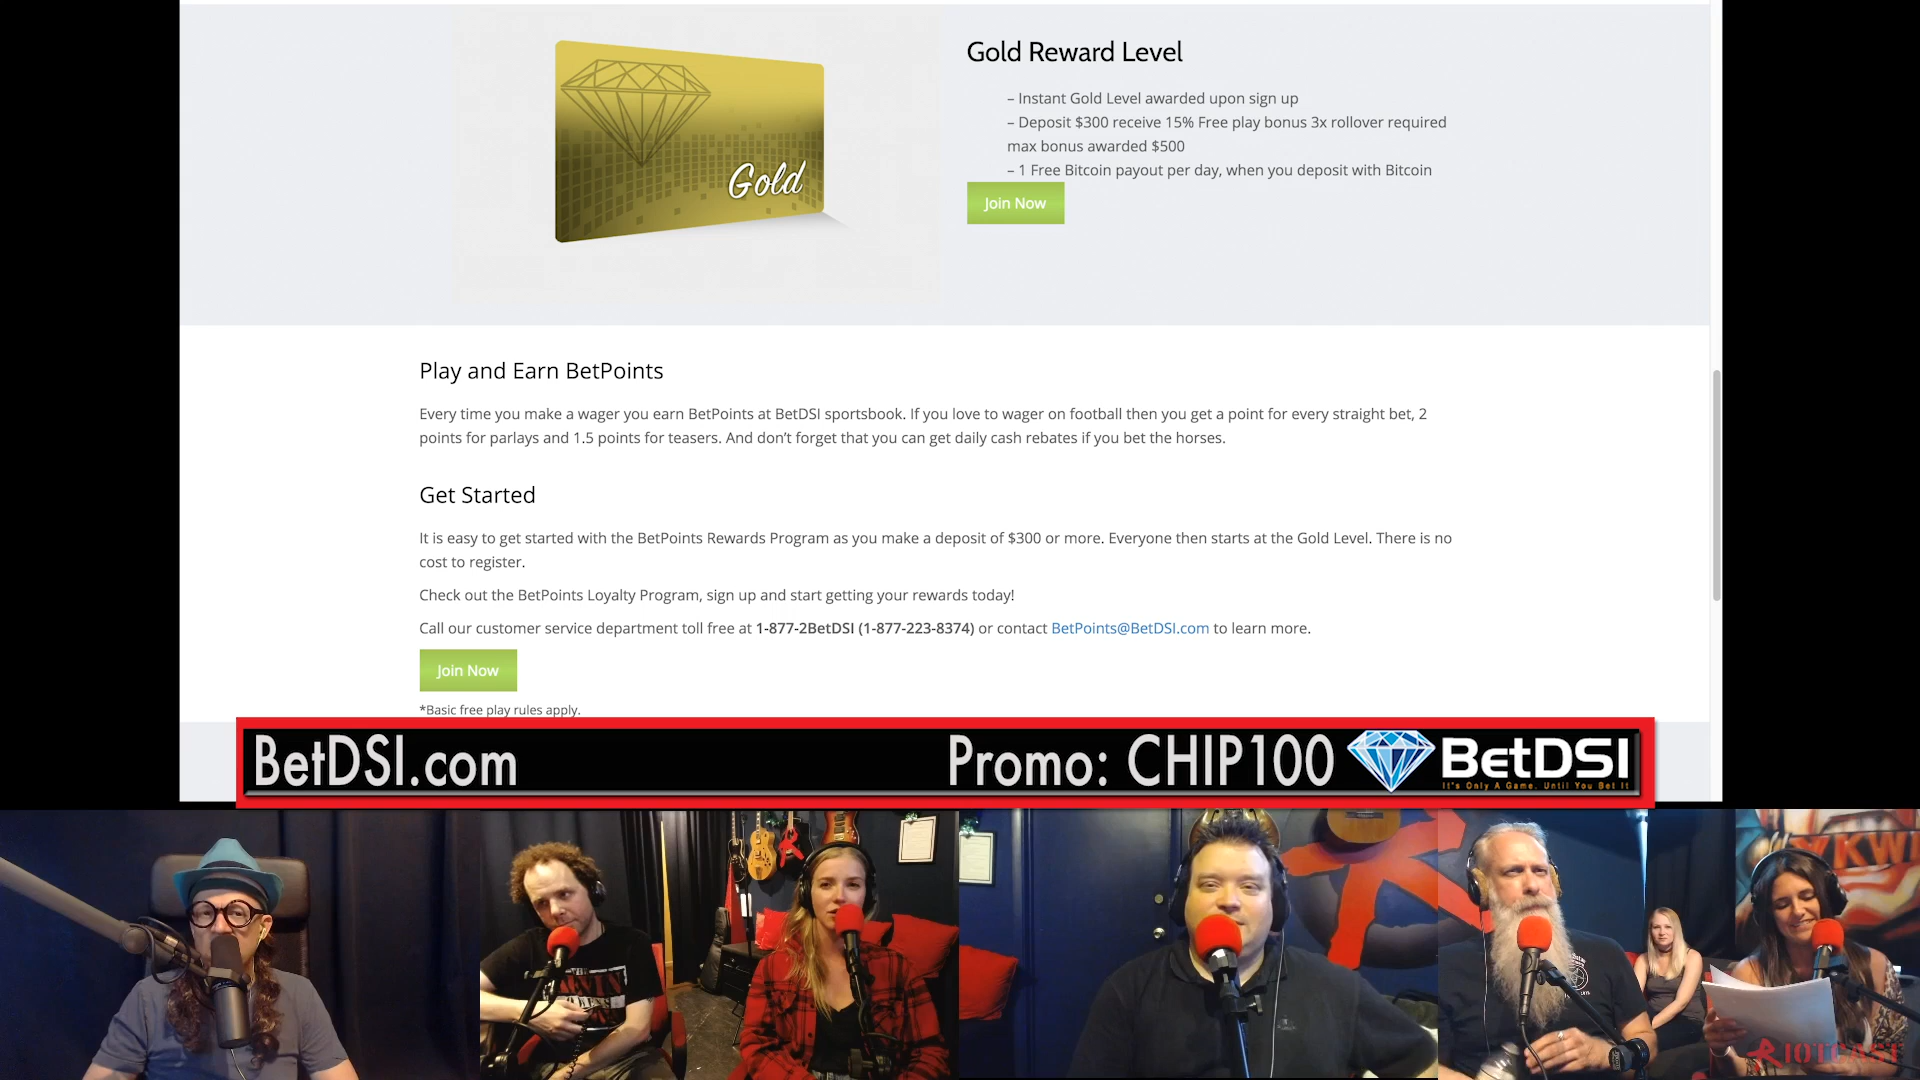 Gold Reward Level
– Instant Gold Level awarded upon sign up
– Deposit $300 receive 15% Free play bonus 3x rollover required
max bonus awarded $500
– 1 Free Bitcoin payout per day, when you deposit with Bitcoin
Gold
Join Now
Play and Earn BetPoints
Every time you make a wager you earn BetPoints at BetDSI sportsbook. If you love to wager on football then you get a point for every straight bet, 2
points for parlays and 1.5 points for teasers. And don’t forget that you can get daily cash rebates if you bet the horses.
Get Started
It is easy to get started with the BetPoints Rewards Program as you make a deposit of $300 or more. Everyone then starts at the Gold Level. There is no
cost to register.
Check out the BetPoints Loyalty Program, sign up and start getting your rewards today!
Call our customer service department toll free at 1-877-2BetDSI (1-877-223-8374) or contact BetPoints@BetDSI.com to learn more.
Join Now
*Basic free play rules apply.
BetDSI.com
Promo: CHIP100
BetDSI
It's Only A Game. Until You Bet It
YKWD
RIOTCAST